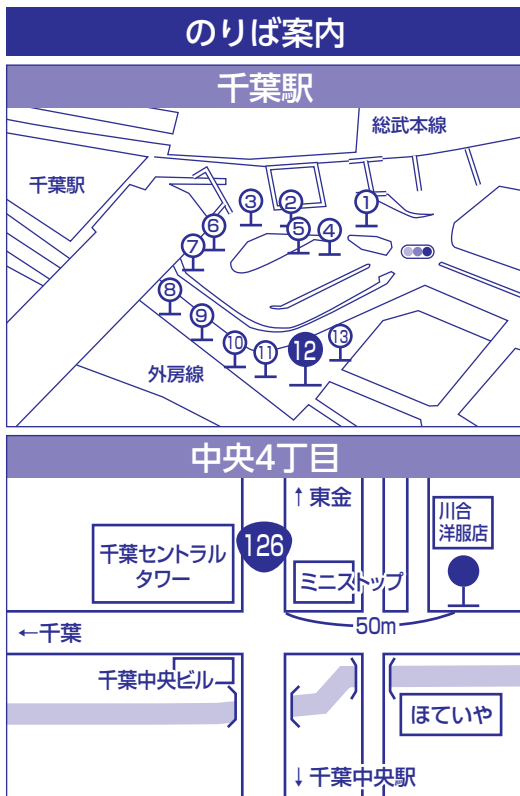 のりば案内
千葉駅
総武本線
千葉駅
③
②
①
⑥
⑤
④
⑦
⑧
⑨
⑩
⑪
12
⑬
外房線
中央4丁目
↑東金
川合
洋服店
126
千葉セントラル
タワー
ミニストップ
50m
←千葉
千葉中央ビル
ほていや
↓千葉中央駅